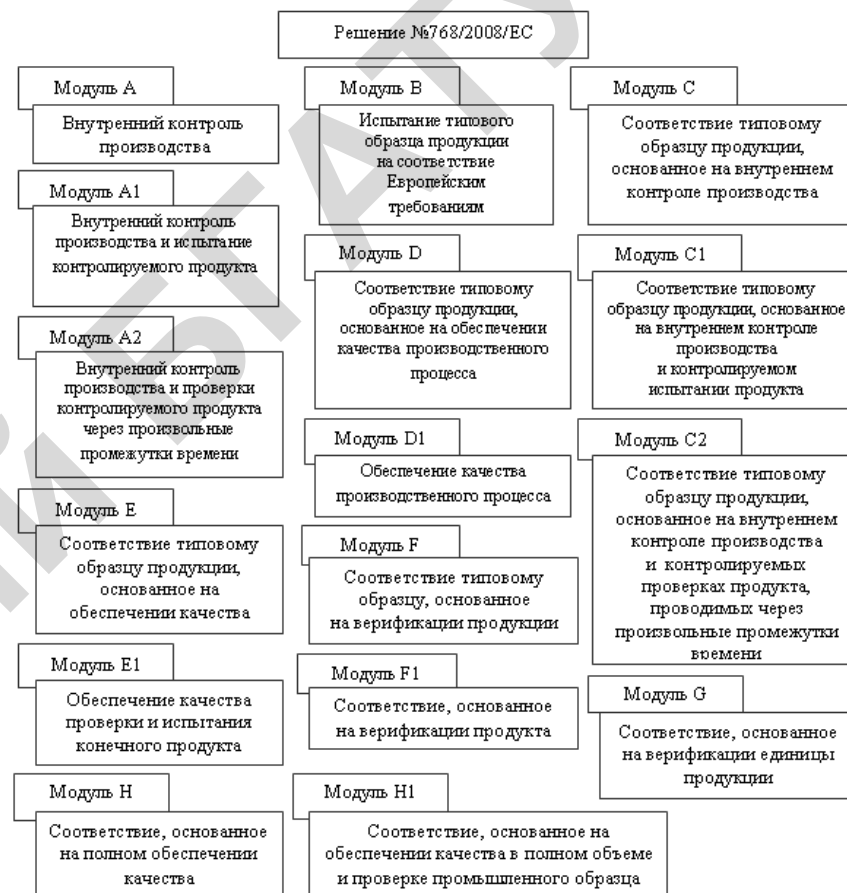 Решение №768/2008/ЕС
Модуль А
Внутренний контроль
производства
Модуль А1
Внутренний контроль
производства и испытание
контролируемого продукта
Модуль А2
Внутренний контроль
производства и проверки
контролируемого продукта
через произвольные
промежутки времени
Модуль Е
Соответствие типовому
образцу продукции,
основанное на
обеспечении качества
Модуль Е1
Обеспечение качества
проверки и испытания
конечного продукта
Модуль Н
Соответствие, основанное
на полном обеспечении
качества
Модуль В
Испытание типового
образца продукции
на соответствие
Европейским
требованиям
Модуль D
Соответствие типовому
образцу продукции,
основанное на обеспечении
качества производственного
процесса
Модуль D1
Обеспечение качества
производственного процесса
Модуль F
Соответствие типовому
образцу, основанное
на верификации продукции
Модуль F1
Соответствие, основанное
на верификации продукта
Модуль Н1
Соответствие, основанное на
обеспечении качества в полном объеме
и проверке промышленного образца
Модуль С
Соответствие типовому
образцу продукции,
основанное на внутреннем
контроле производства
Модуль С1
Соответствие типовому
образцу продукции, основанное
на внутреннем контроле
производства
и контролируемом
испытании продукта
Модуль С2
Соответствие типовому
образцу продукции,
основанное на внутреннем
контроле производства
и контролируемых
проверках продукта,
проводимых через
произвольные промежутки
времени
Модуль G
Соответствие, основанное
на верификации единицы
продукции
ИЙ БГАТУ